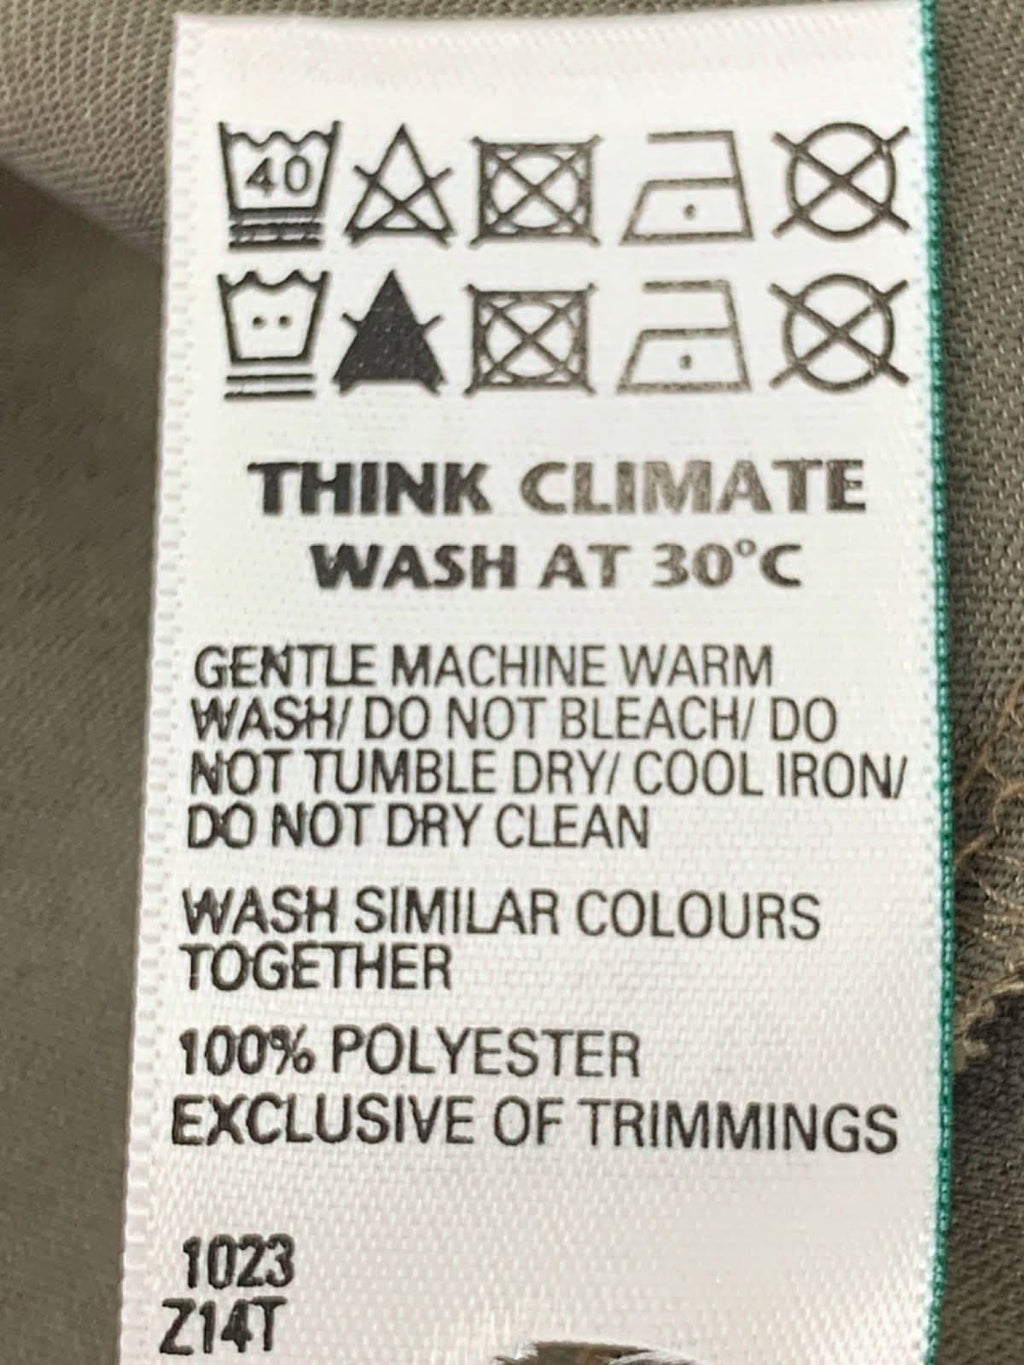 40
THINK CLIMATE
WASH AT 30°C
GENTLE MACHINE WARM
WASH/ DO NOT BLEACH/ DO
NOT TUMBLE DRY/ COOL IRON/
DO NOT DRY CLEAN
WASH SIMILAR COLOURS
TOGETHER
100% POLYESTER
EXCLUSIVE OF TRIMMINGS
1023
Z14T